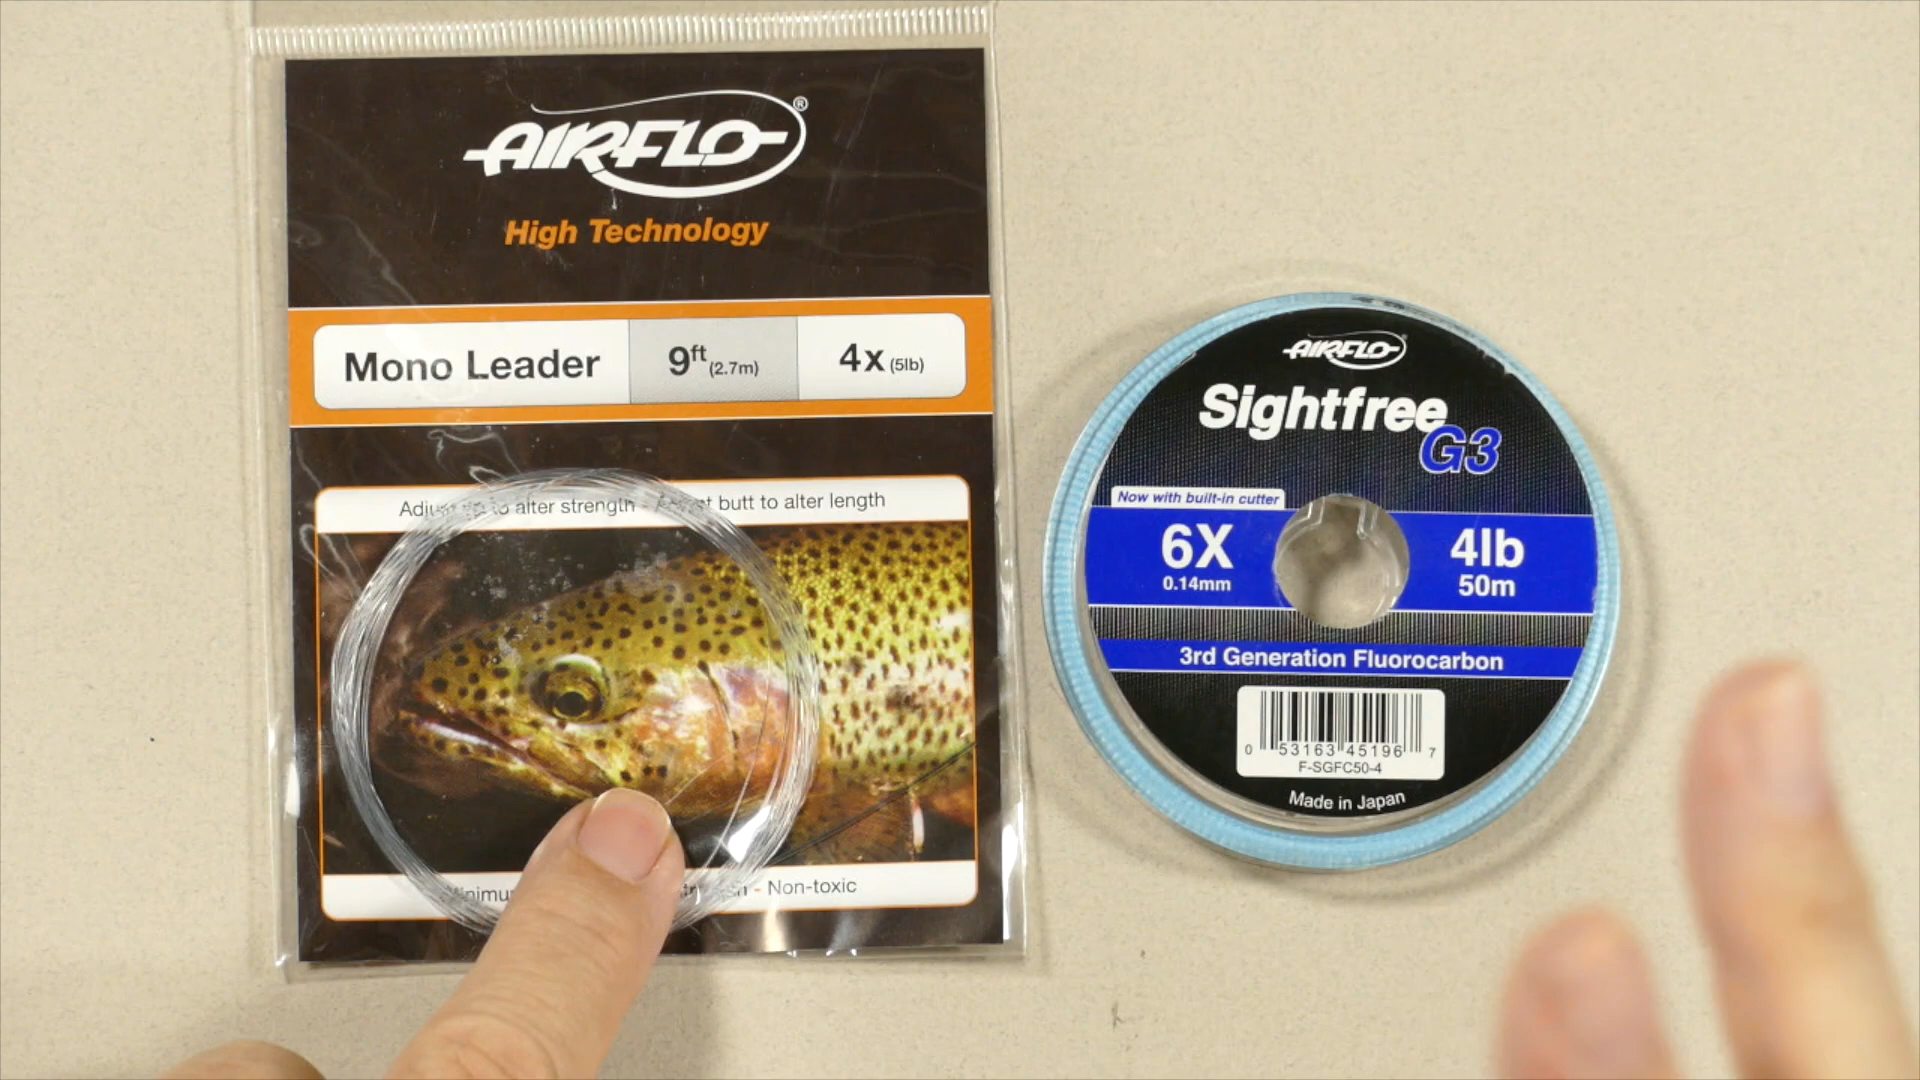 AIRFLO®
High Technology
Mono Leader 9ft (2.7m) 4x (5lb)
to alter strength - butt to alter length
- Non-toxic
AIRFLO
Sightfree
G3
Now with built-in cutter
6X 4lb
0.14mm 50m
3rd Generation Fluorocarbon
0 53163 45196 7
F-SGFC50-4
Made in Japan